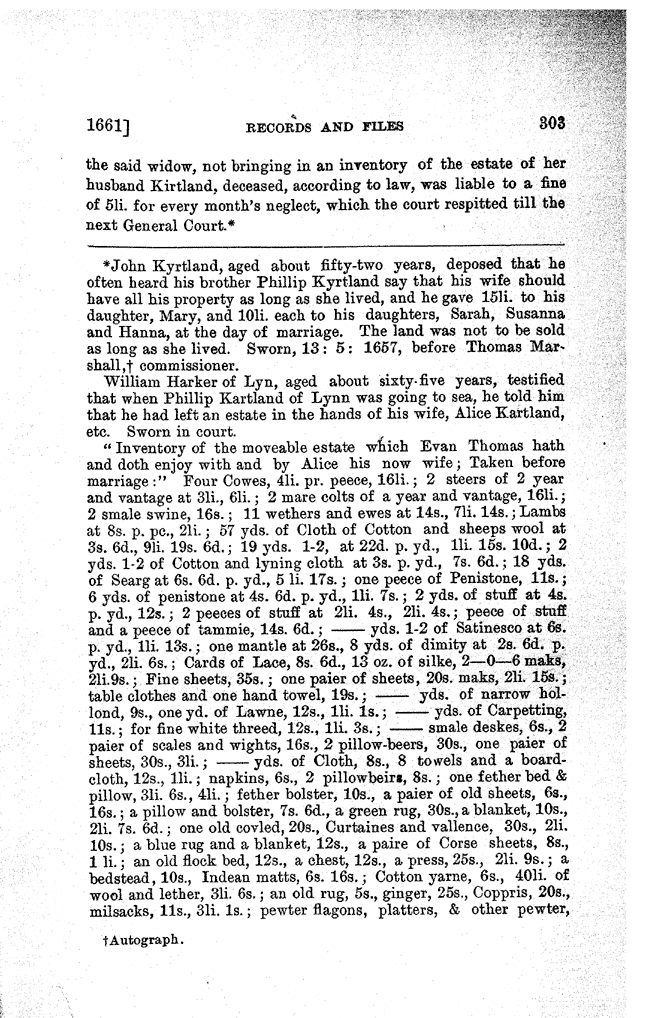 1661] RECORDS AND FILES 303
the said widow, not bringing in an inventory of the estate of her
husband Kirtland, deceased, according to law, was liable to a fine
of 5li. for every month's neglect, which the court respitted till the
next General Court.*
*John Kyrtland, aged about fifty-two years, deposed that he
often heard his brother Phillip Kyrtland say that his wife should
have all his property as long as she lived, and he gave 15li. to his
daughter, Mary, and 10li. each to his daughters, Sarah, Susanna
and Hanna, at the day of marriage. The land was not to be sold
as long as she lived. Sworn, 13: 5: 1657, before Thomas Mar-
shall,† commissioner.
William Harker of Lyn, aged about sixty-five years, testified
that when Phillip Kartland of Lynn was going to sea, he told him
that he had left an estate in the hands of his wife, Alice Kartland,
etc. Sworn in court.
"Inventory of the moveable estate which Evan Thomas hath
and doth enjoy with and by Alice his now wife; Taken before
marriage:" Four Cowes, 4li. pr. peece, 16li.; 2 steers of 2 year
and vantage at 3li., 6li.; 2 mare colts of a year and vantage, 16li.;
2 smale swine, 16s.; 11 wethers and ewes at 14s., 7li. 14s.; Lambs
at 8s. p. pc., 2li.; 57 yds. of Cloth of Cotton and sheeps wool at
3s. 6d., 9li. 19s. 6d.; 19 yds. 1-2, at 22d. p. yd., 1li. 15s. 10d.; 2
yds. 1-2 of Cotton and lyning cloth at 3s. p. yd., 7s. 6d.; 18 yds.
of Searg at 6s. 6d. p. yd., 5 li. 17s.; one peece of Penistone, 11s.;
6 yds. of penistone at 4s. 6d. p. yd., 1li. 7s.; 2 yds. of stuff at 4s.
p. yd., 12s.; 2 peeces of stuff at 2li. 4s., 2li. 4s.; peece of stuff
and a peece of tammie, 14s. 6d.; —— yds. 1-2 of Satinesco at 6s.
p. yd., 1li. 13s.; one mantle at 26s., 8 yds. of dimity at 2s. 6d. p.
yd., 2li. 6s.; Cards of Lace, 8s. 6d., 13 oz. of silke, 2—0—6 maks,
2li.9s.; Fine sheets, 35s.; one paier of sheets, 20s. maks, 2li. 15s.;
table clothes and one hand towel, 19s.; —— yds. of narrow hol-
lond, 9s., one yd. of Lawne, 12s., 1li. 1s.; —— yds. of Carpetting,
11s.; for fine white threed, 12s., 1li. 3s.; —— smale deskes, 6s., 2
paier of scales and wights, 16s., 2 pillow-beers, 30s., one paier of
sheets, 30s., 3li.; —— yds. of Cloth, 8s., 8 towels and a board-
cloth, 12s., 1li.; napkins, 6s., 2 pillowbeirs, 8s.; one fether bed &
pillow, 3li. 6s., 4li.; fether bolster, 10s., a paier of old sheets, 6s.,
16s.; a pillow and bolster, 7s. 6d., a green rug, 30s., a blanket, 10s.,
2li. 7s. 6d.; one old covled, 20s., Curtaines and vallence, 30s., 2li.
10s.; a blue rug and a blanket, 12s., a paire of Corse sheets, 8s.,
1 li.; an old flock bed, 12s., a chest, 12s., a press, 25s., 2li. 9s.; a
bedstead, 10s., Indean matts, 6s. 16s.; Cotton yarne, 6s., 40li. of
wool and lether, 3li. 6s.; an old rug, 5s., ginger, 25s., Coppris, 20s.,
milsacks, 11s., 3li. 1s.; pewter flagons, platters, & other pewter,
†Autograph.